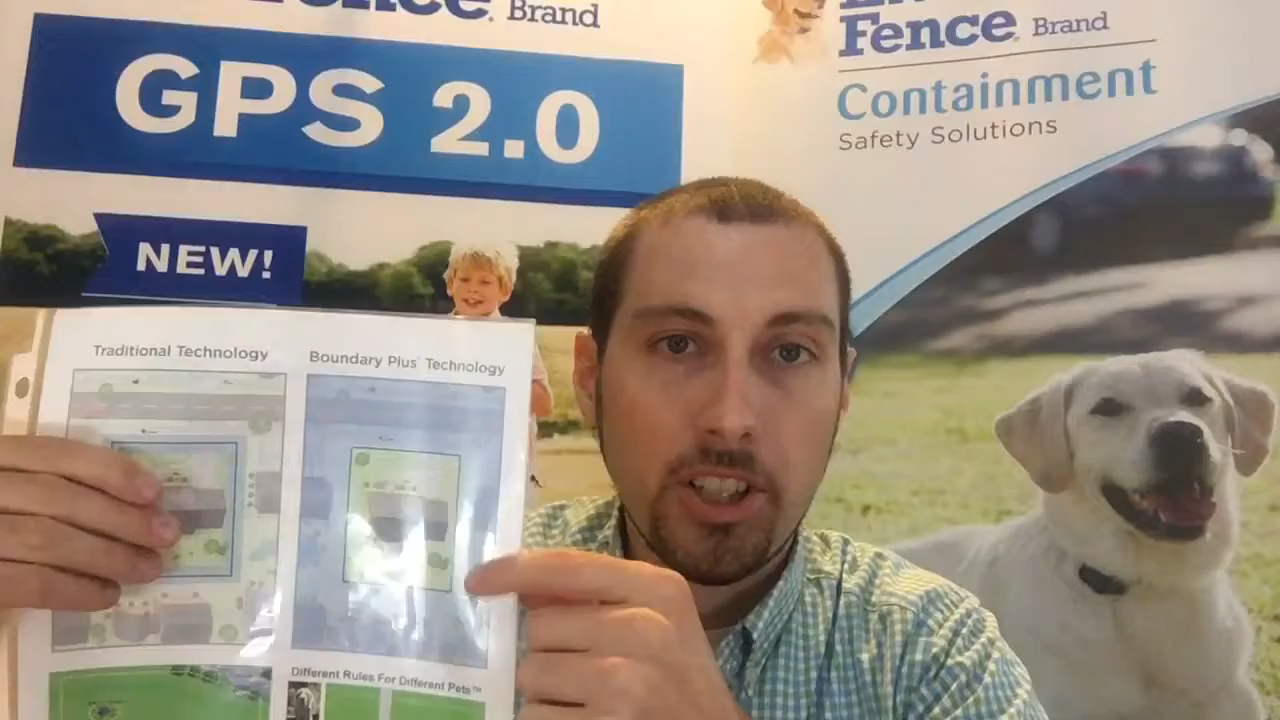 Fence® Brand
GPS 2.0
NEW!
Fence® Brand
Containment
Safety Solutions
Traditional Technology
Boundary Plus® Technology
Different Rules For Different Pets™